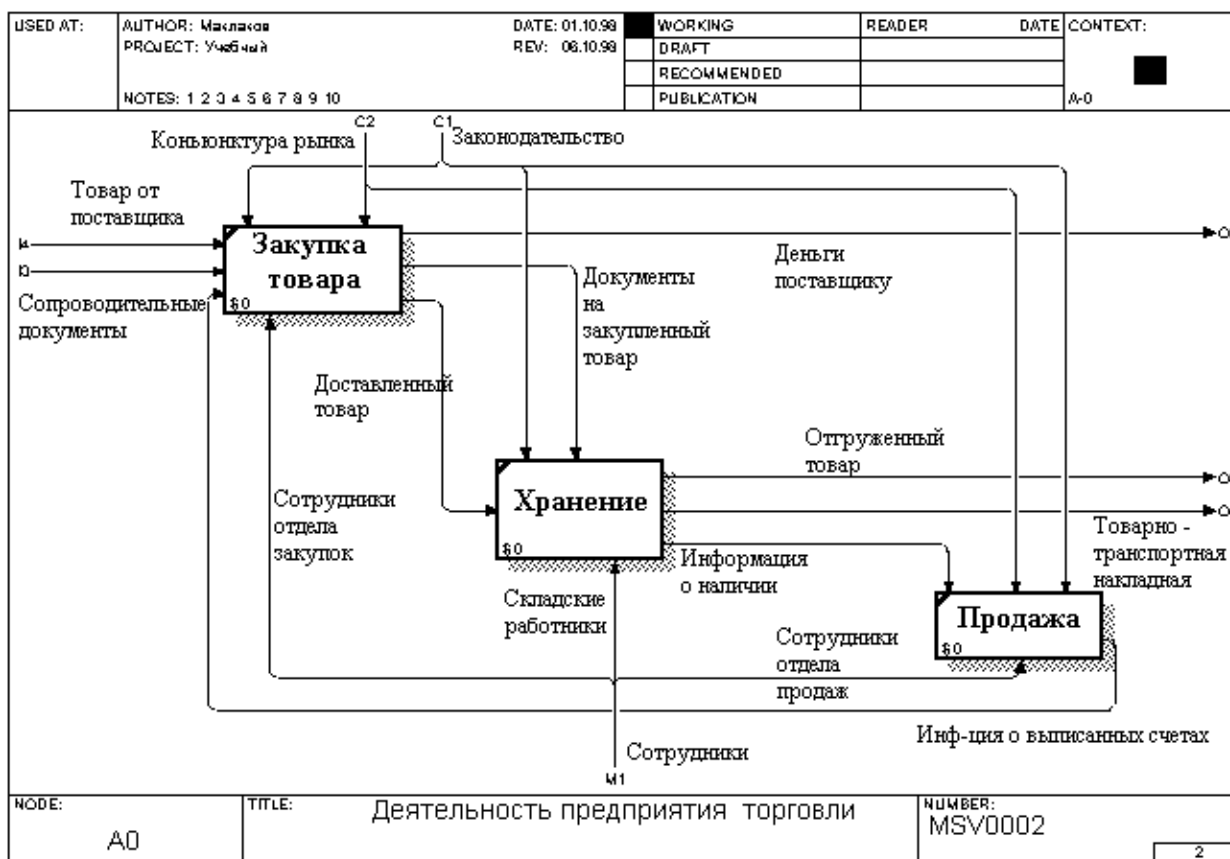 USED AT:
AUTHOR: Маклаков
DATE: 01.10.98
PROJECT: Учебный
REV: 06.10.98
NOTES: 1 2 3 4 5 6 7 8 9 10
WORKING
DRAFT
RECOMMENDED
PUBLICATION
READER
DATE
CONTEXT:
A-0
C2
C1
Коньюнктура рынка
Законодательство
Товар от
поставщика
Закупка
товара
$0
Сопроводительные
документы
Деньги
поставщику
Документы
на
закупленный
товар
Доставленный
товар
Отгруженный
товар
Хранение
$0
Сотрудники
отдела
закупок
Товарно -
транспортная
накладная
Информация
о наличии
Складские
работники
Продажа
$0
Сотрудники
отдела
продаж
Инф-ция о выписанных счетах
Сотрудники
M1
NODE:
A0
TITLE:
Деятельность предприятия торговли
NUMBER:
MSV0002
2